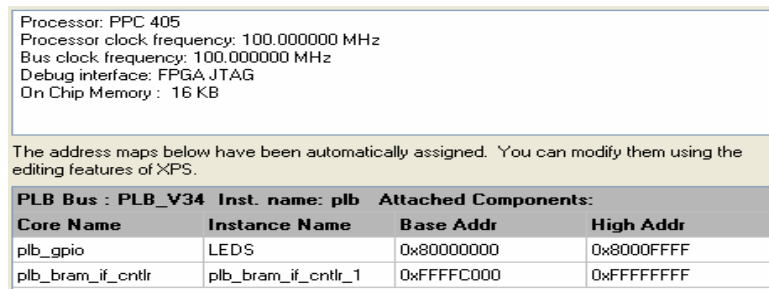 Processor: PPC 405
Processor clock frequency: 100.000000 MHz
Bus clock frequency: 100.000000 MHz
Debug interface: FPGA JTAG
On Chip Memory : 16 KB
The address maps below have been automatically assigned. You can modify them using the
editing features of XPS.
PLB Bus : PLB_V34 Inst. name: plb Attached Components:
Core Name Instance Name Base Addr High Addr
plb_gpio LEDS 0x80000000 0x8000FFFF
plb_bram_if_cntlr plb_bram_if_cntlr_1 0xFFFFC000 0xFFFFFFFF